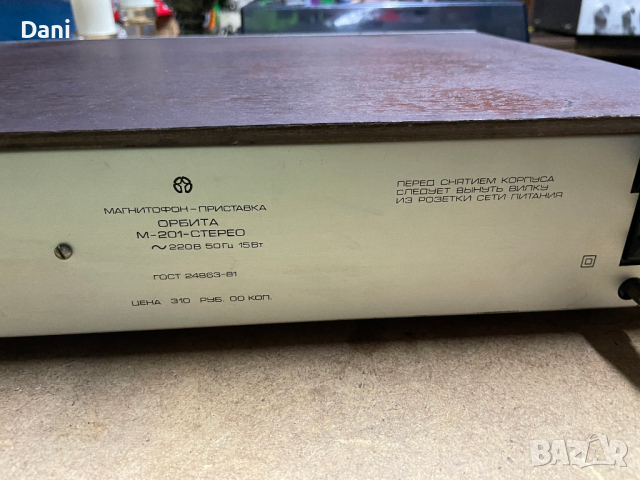 Dani
МАГНИТОФОН-ПРИСТАВКА
ОРБИТА
М-201-СТЕРЕО
~220В 50Гц 15Вт
ГОСТ 24863-81
ЦЕНА 310 РУБ. 00 КОП.
ПЕРЕД СНЯТИЕМ КОРПУСА
СЛЕДУЕТ ВЫНУТЬ ВИЛКУ
ИЗ РОЗЕТКИ СЕТИ ПИТАНИЯ
BAZAR